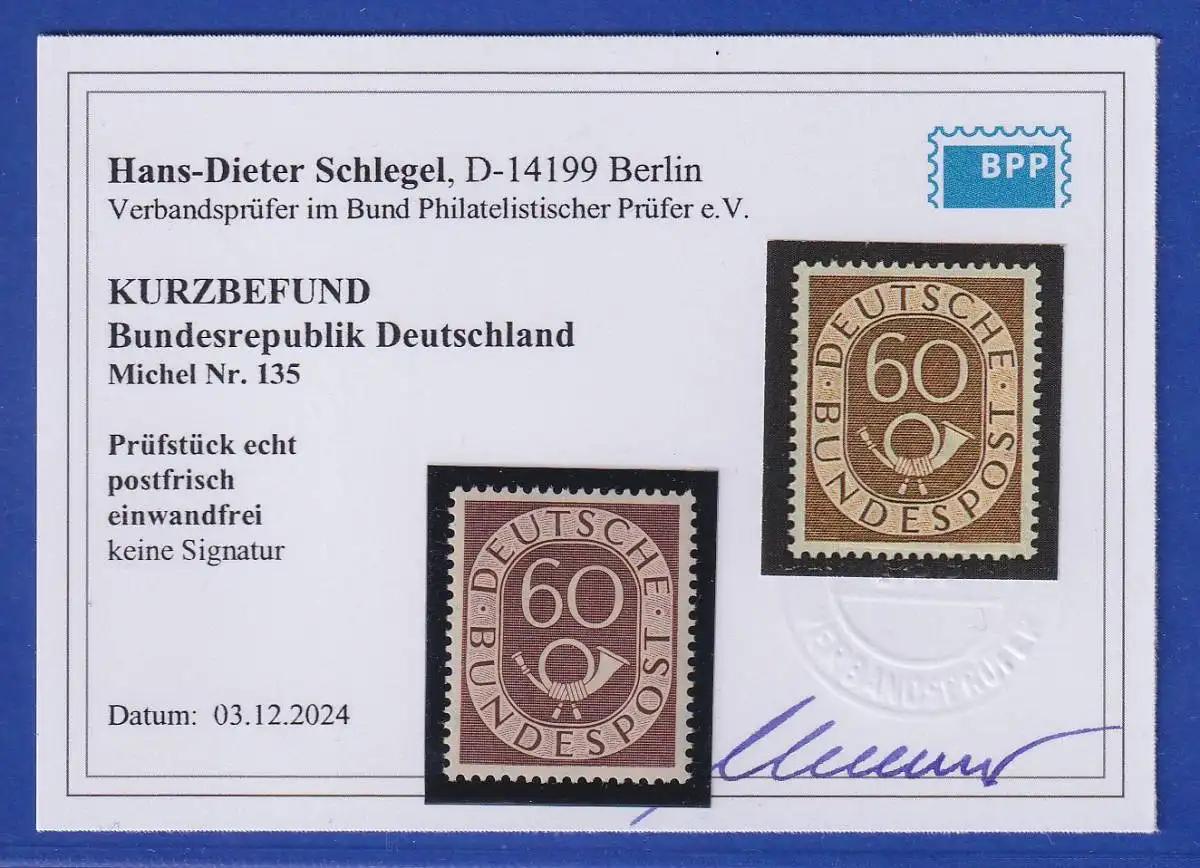 BPP
Hans-Dieter Schlegel, D-14199 Berlin
Verbandsprüfer im Bund Philatelistischer Prüfer e.V.
KURZBEFUND
Bundesrepublik Deutschland
Michel Nr. 135
Prüfstück echt
postfrisch
einwandfrei
keine Signatur
Datum: 03.12.2024
DEUTSCHE
60
BUNDESPOST
DEUTSCHE
60
BUNDESPOST